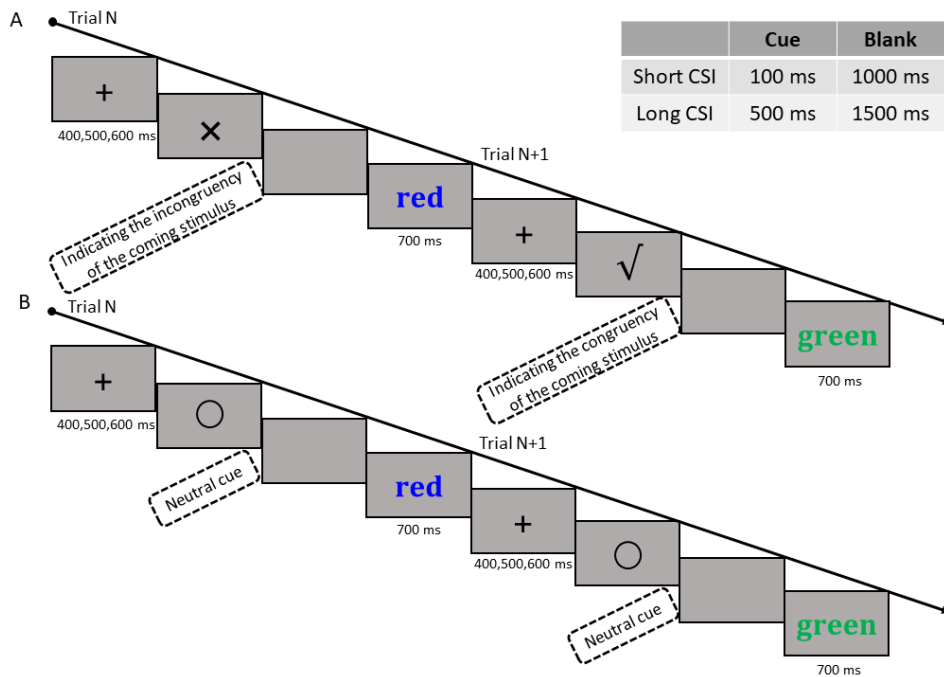 A
Trial N
Cue Blank
Short CSI 100 ms 1000 ms
Long CSI 500 ms 1500 ms
+
400,500,600 ms
×
Indicating the incongruency
of the coming stimulus
red
700 ms
Trial N+1
+
400,500,600 ms
√
Indicating the congruency
of the coming stimulus
green
700 ms
B
Trial N
+
400,500,600 ms
○
Neutral cue
red
700 ms
Trial N+1
+
400,500,600 ms
○
Neutral cue
green
700 ms